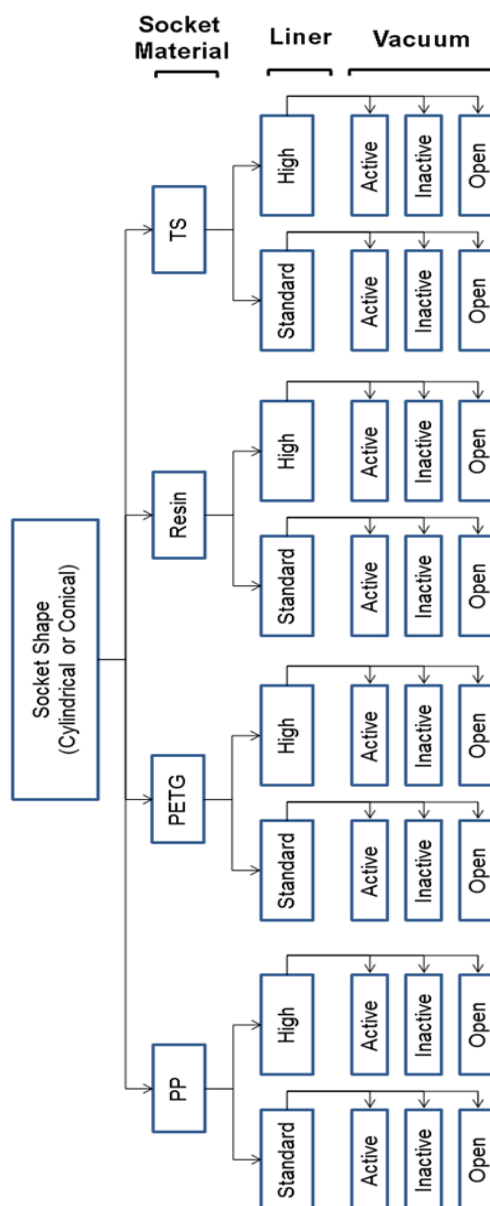 Socket
Material
Liner
Vacuum
Socket Shape
(Cylindrical or Conical)
TS
High
Active
Inactive
Open
Standard
Active
Inactive
Open
Resin
High
Active
Inactive
Open
Standard
Active
Inactive
Open
PETG
High
Active
Inactive
Open
Standard
Active
Inactive
Open
PP
High
Active
Inactive
Open
Standard
Active
Inactive
Open